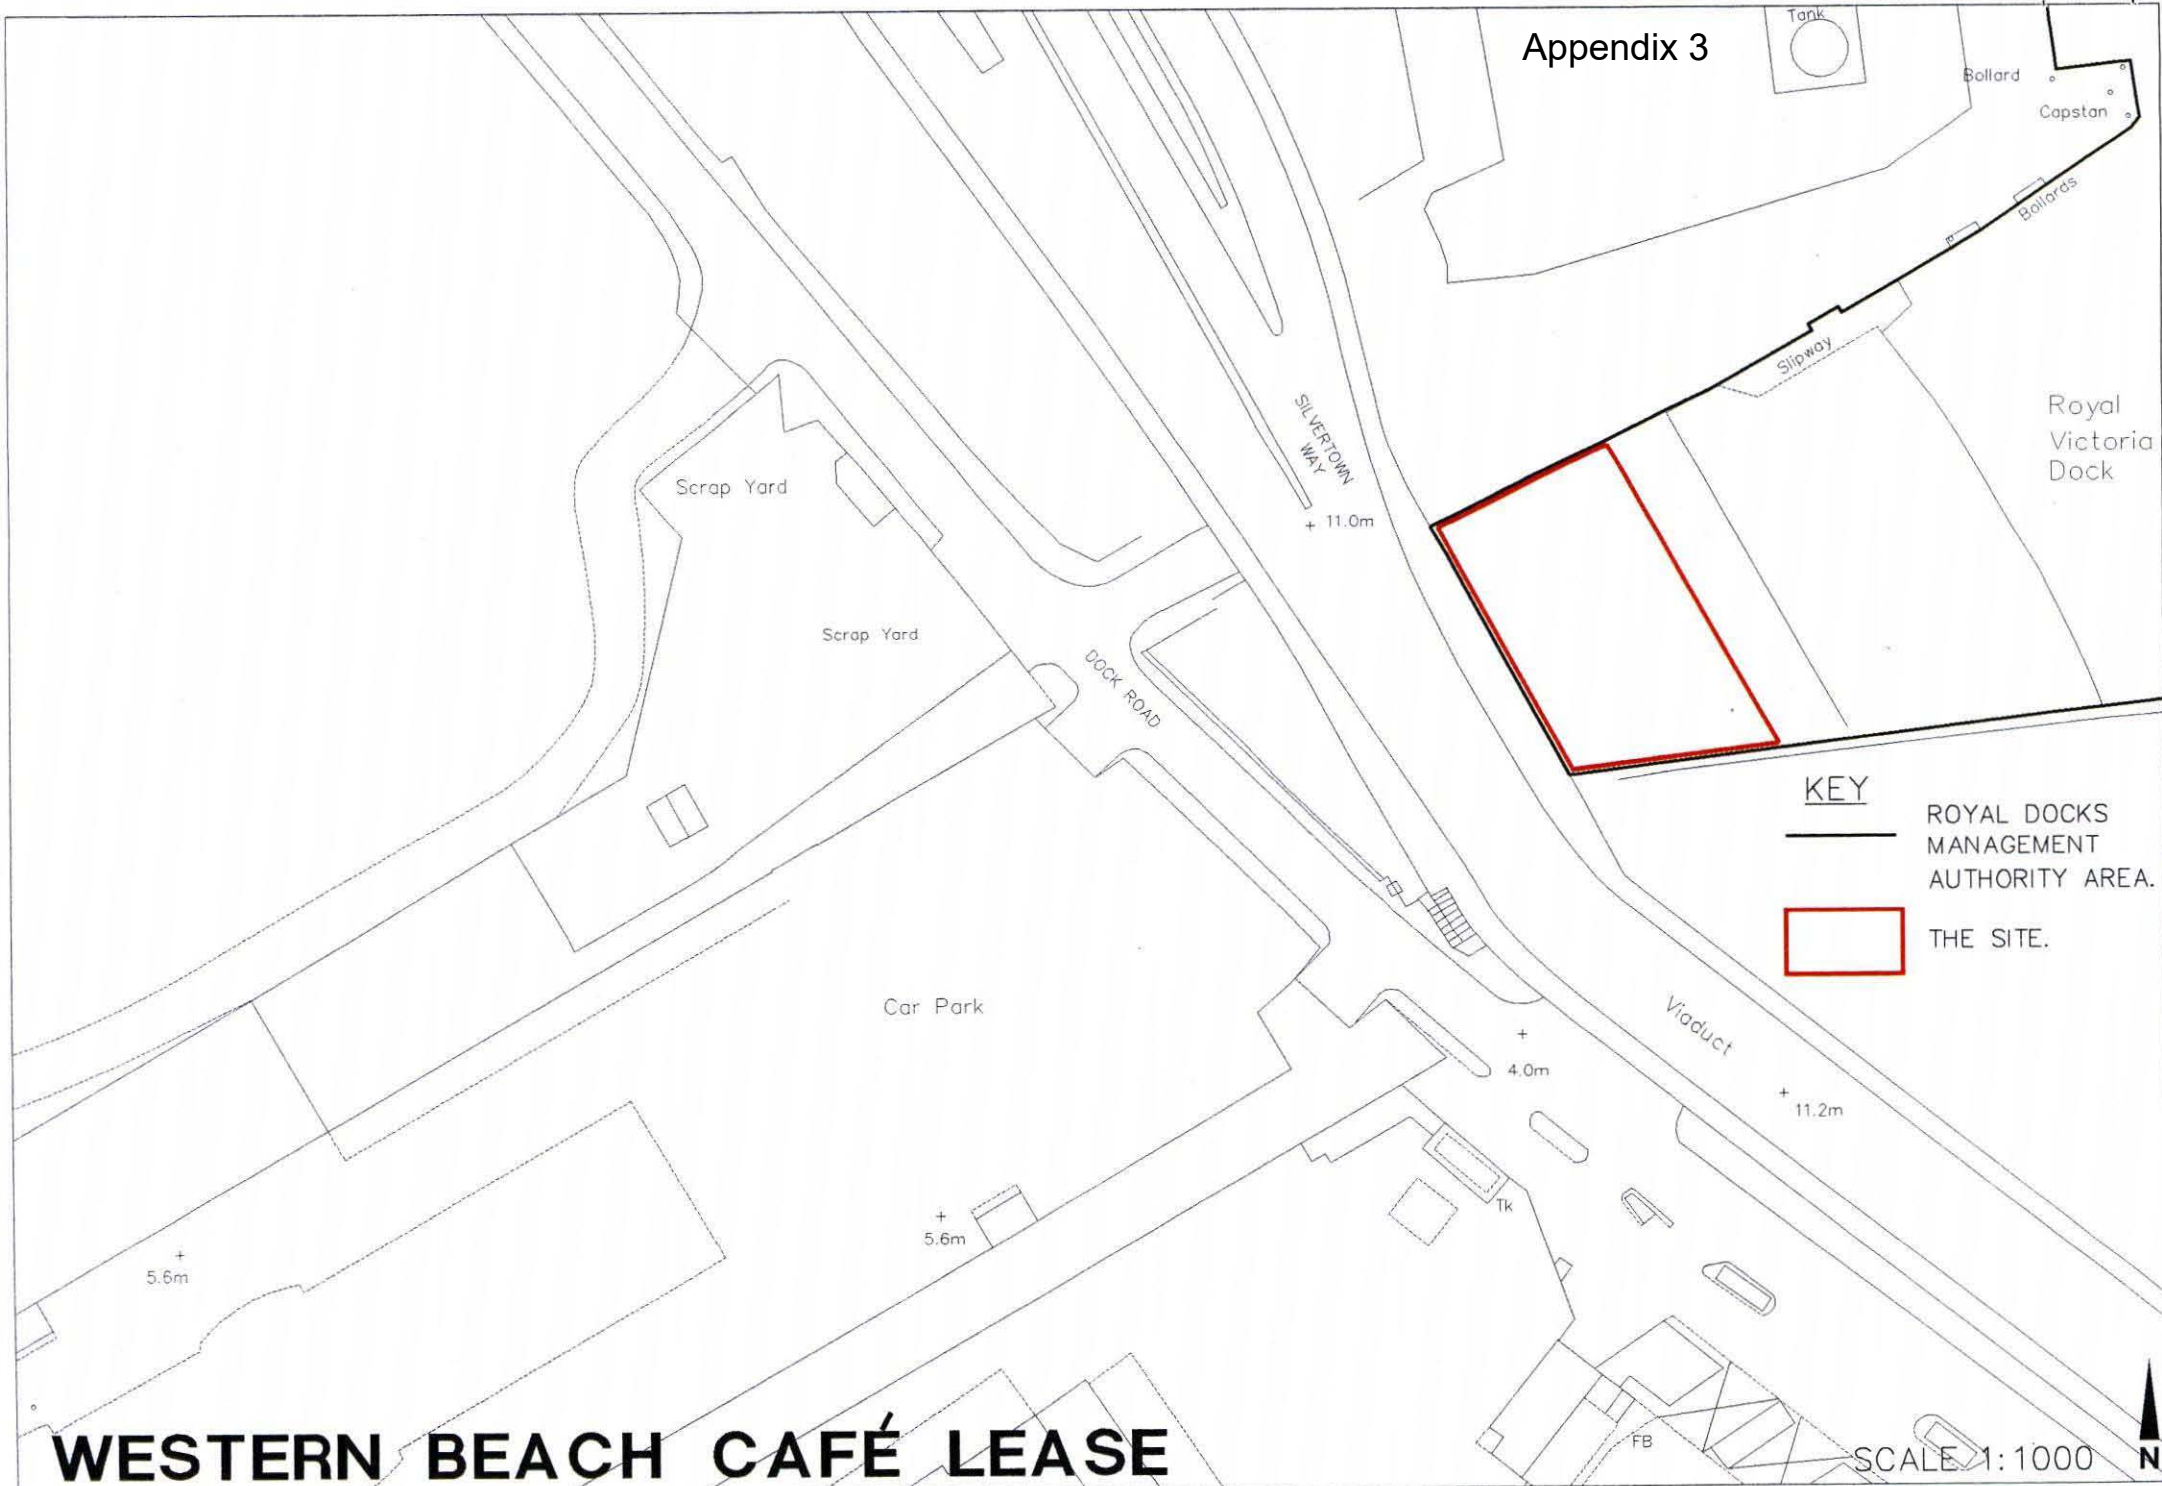 Appendix 3
Tank
Bollard
Capstan
Bollards
Slipway
Royal
Victoria
Dock
SILVERTOWN
WAY
+ 11.0m
Scrap Yard
Scrap Yard
DOCK ROAD
KEY
ROYAL DOCKS
MANAGEMENT
AUTHORITY AREA.
THE SITE.
Car Park
Viaduct
+
4.0m
+
11.2m
Tk
+
5.6m
+
5.6m
FB
WESTERN BEACH CAFÉ LEASE
SCALE 1:1000
N